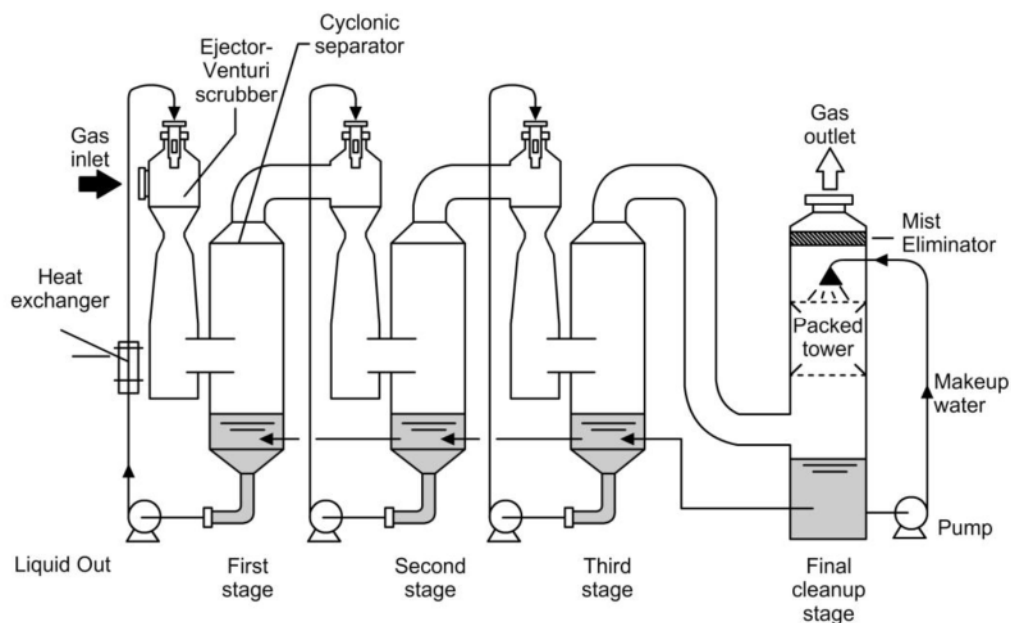 Cyclonic
separator
Ejector-
Venturi
scrubber
Gas
inlet
Gas
outlet
Mist
Eliminator
Heat
exchanger
Packed
tower
Makeup
water
Pump
Liquid Out
First
stage
Second
stage
Third
stage
Final
cleanup
stage